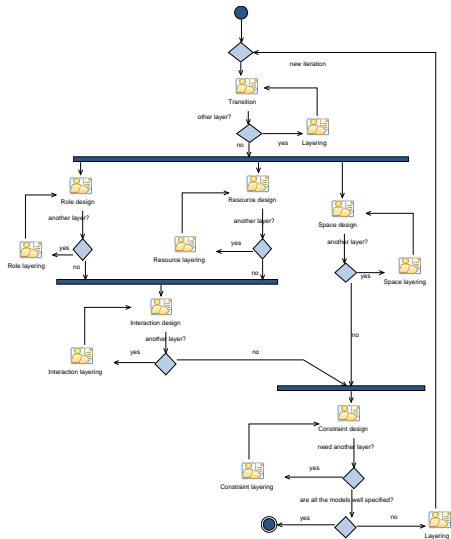 new iteration
Transition
other layer?
yes
Layering
no
Role design
Resource design
Space design
another layer?
another layer?
another layer?
yes
yes
yes
Role layering
Resource layering
Space layering
no
no
Interaction design
another layer?
no
yes
no
Interaction layering
Constraint design
need another layer?
yes
Constraint layering
are all the models well specified?
yes
no
Layering